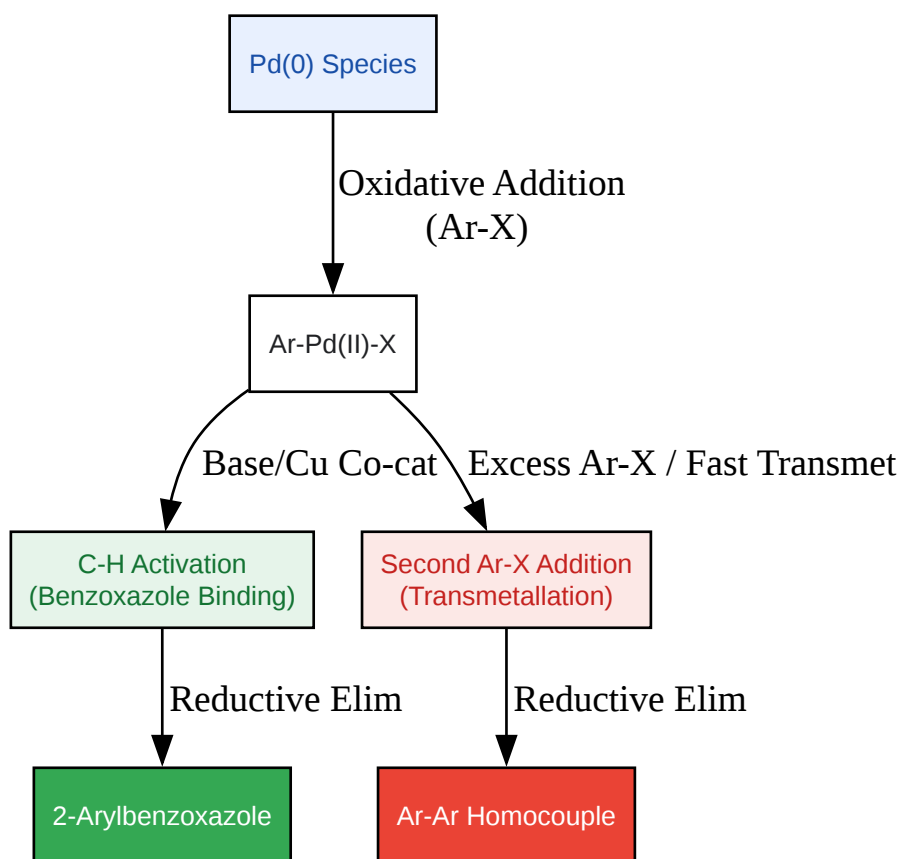 Pd(0) Species
Oxidative Addition
(Ar-X)
Ar-Pd(II)-X
Base/Cu Co-cat
Excess Ar-X / Fast Transmet
C-H Activation
(Benzoxazole Binding)
Second Ar-X Addition
(Transmetallation)
Reductive Elim
Reductive Elim
2-Arylbenzoxazole
Ar-Ar Homocouple